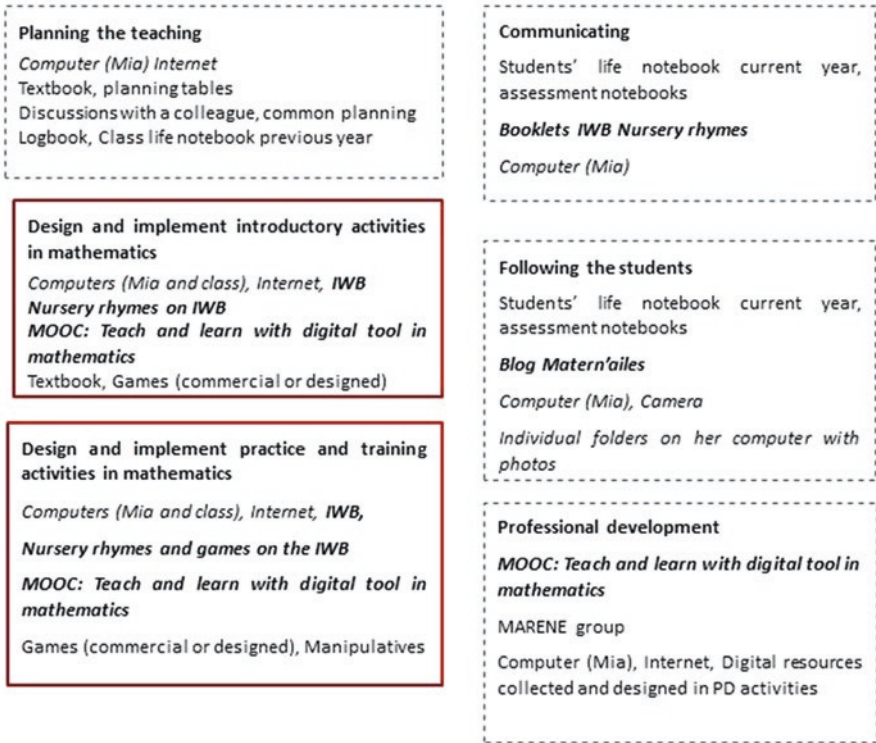 Planning the teaching
Computer (Mia) Internet
Textbook, planning tables
Discussions with a colleague, common planning
Logbook, Class life notebook previous year
Design and implement introductory activities
in mathematics
Computers (Mia and class), Internet, IWB
Nursery rhymes on IWB
MOOC: Teach and learn with digital tool in
mathematics
Textbook, Games (commercial or designed)
Design and implement practice and training
activities in mathematics
Computers (Mia and class), Internet, IWB,
Nursery rhymes and games on the IWB
MOOC: Teach and learn with digital tool in
mathematics
Games (commercial or designed), Manipulatives
Communicating
Students' life notebook current year,
assessment notebooks
Booklets IWB Nursery rhymes
Computer (Mia)
Following the students
Students' life notebook current year,
assessment notebooks
Blog Matern'ailes
Computer (Mia), Camera
Individual folders on her computer with
photos
Professional development
MOOC: Teach and learn with digital tool in
mathematics
MARENE group
Computer (Mia), Internet, Digital resources
collected and designed in PD activities